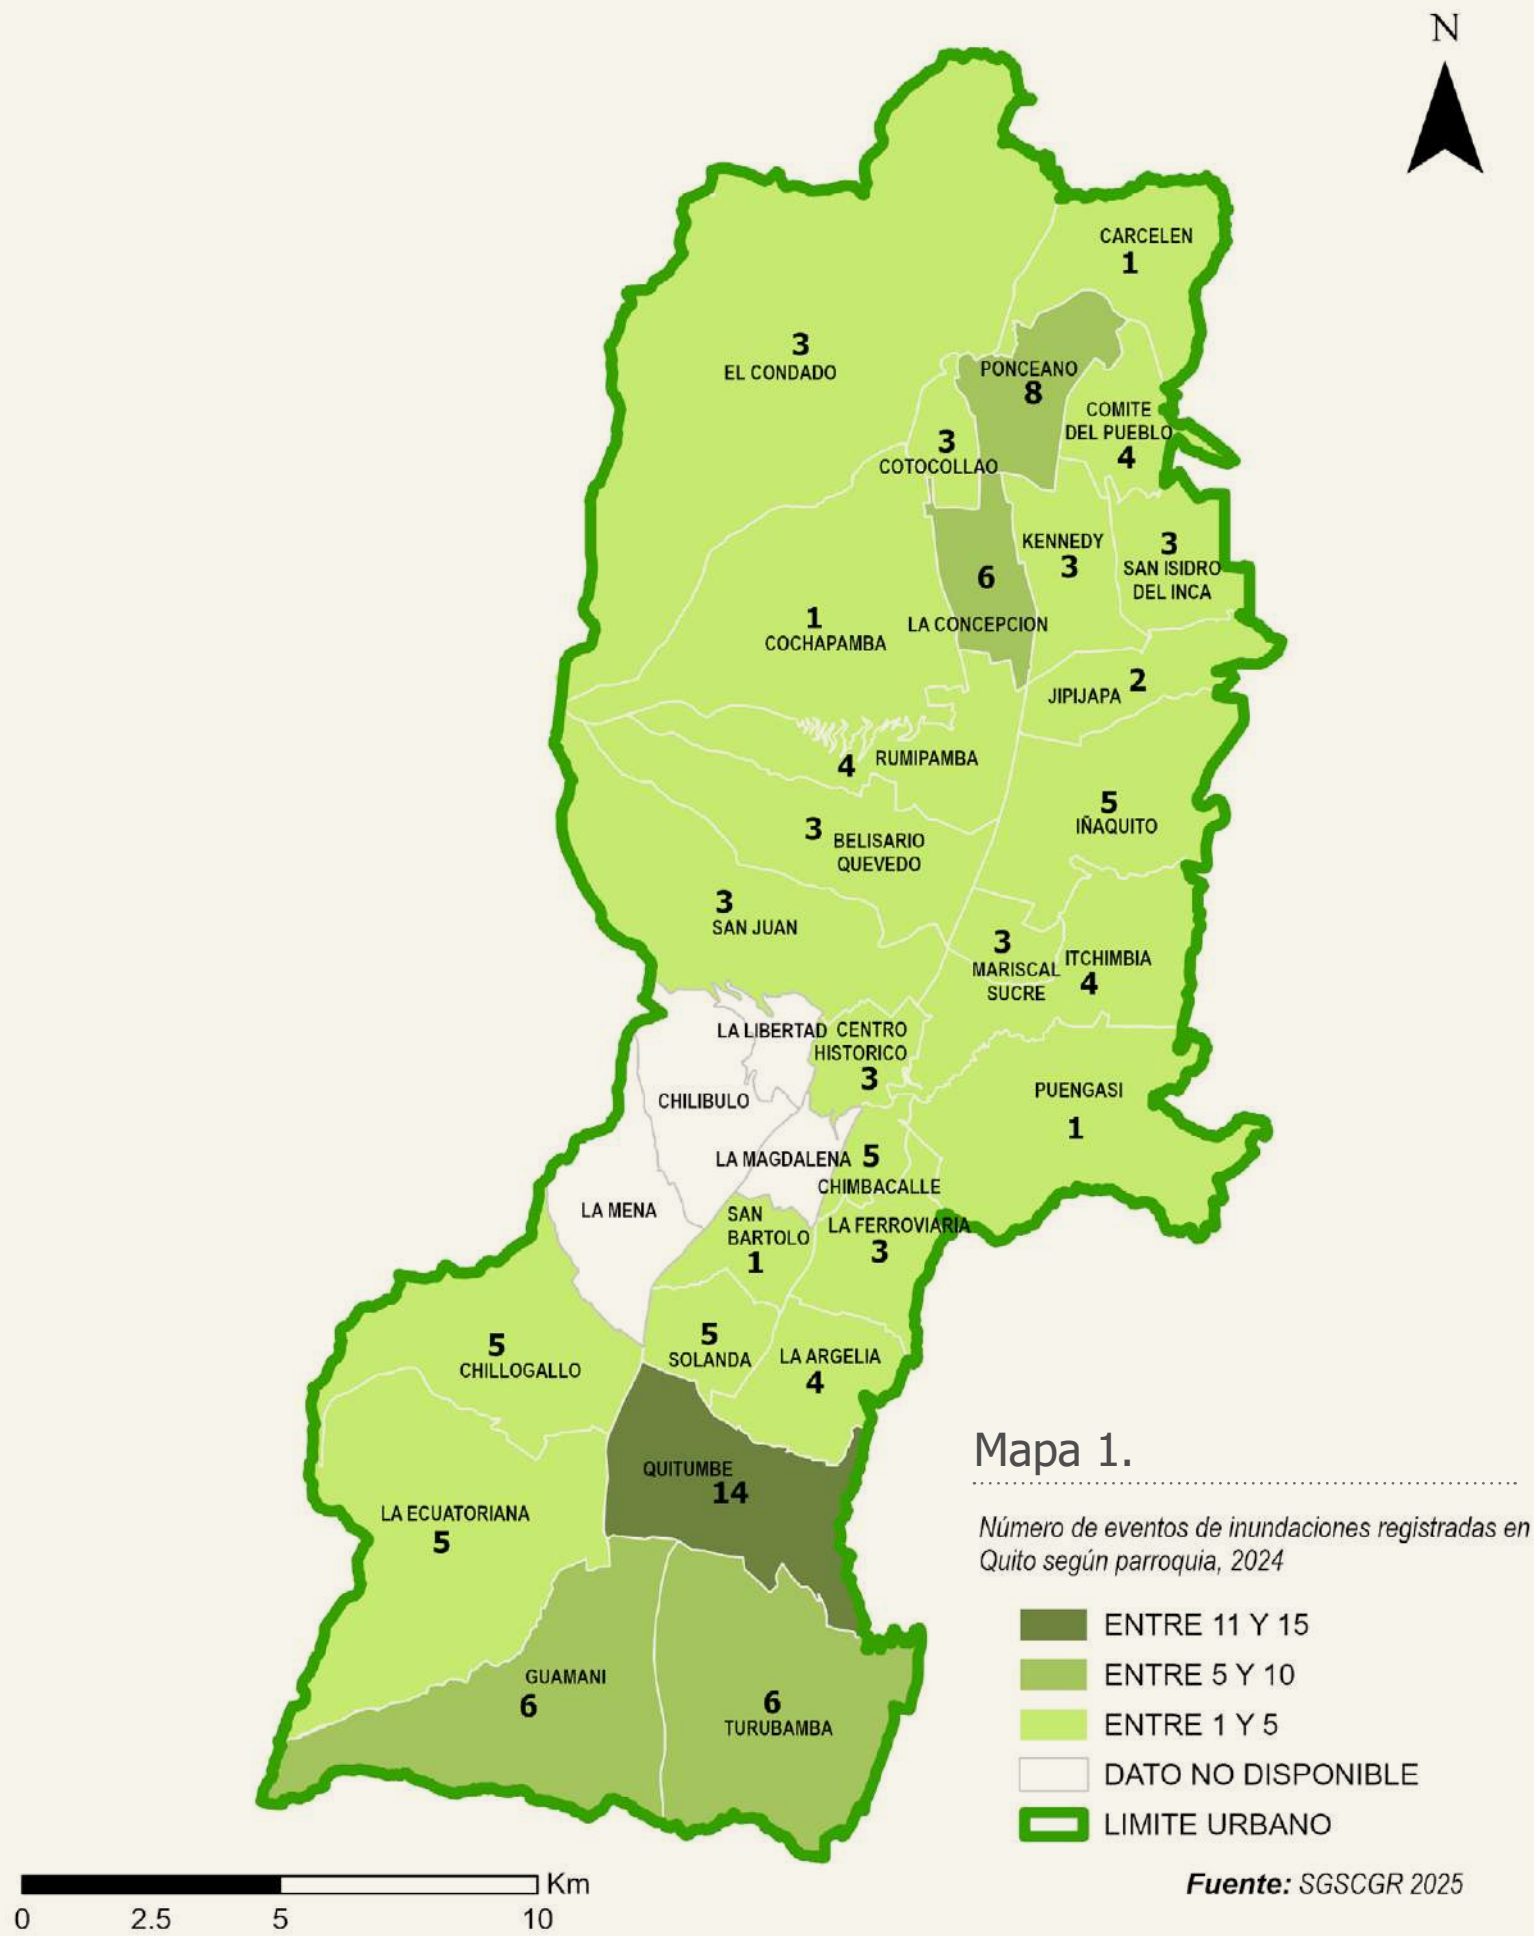 N
CARCELEN
1
3
EL CONDADO
PONCEANO
8
COMITE
DEL PUEBLO
4
3
COTOCOLLAO
KENNEDY
3
3
SAN ISIDRO
DEL INCA
6
LA CONCEPCION
1
COCHAPAMBA
JIPIJAPA 2
4 RUMIPAMBA
5
IÑAQUITO
3 BELISARIO
QUEVEDO
3
SAN JUAN
3
MARISCAL
SUCRE
ITCHIMBIA
4
LA LIBERTAD
CENTRO
HISTORICO
3
CHILIBULO
PUENGASI
1
LA MAGDALENA
5
CHIMBACALLE
LA MENA
SAN
BARTOLO
1
LA FERROVIARIA
3
5
CHILLOGALLO
5
SOLANDA
LA ARGELIA
4
QUITUMBE
14
LA ECUATORIANA
5
GUAMANI
6
6
TURUBAMBA
Mapa 1.
Número de eventos de inundaciones registradas en
Quito según parroquia, 2024
ENTRE 11 Y 15
ENTRE 5 Y 10
ENTRE 1 Y 5
DATO NO DISPONIBLE
LIMITE URBANO
Fuente: SGSCGR 2025
Km
0 2.5 5 10